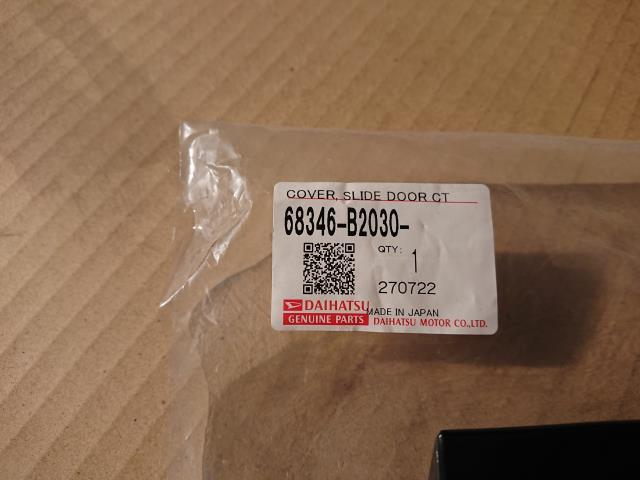 COVER, SLIDE DOOR CT
68346-B2030-
QTY: 1
270722
DAIHATSU
GENUINE PARTS
MADE IN JAPAN
DAIHATSU MOTOR CO.,LTD.